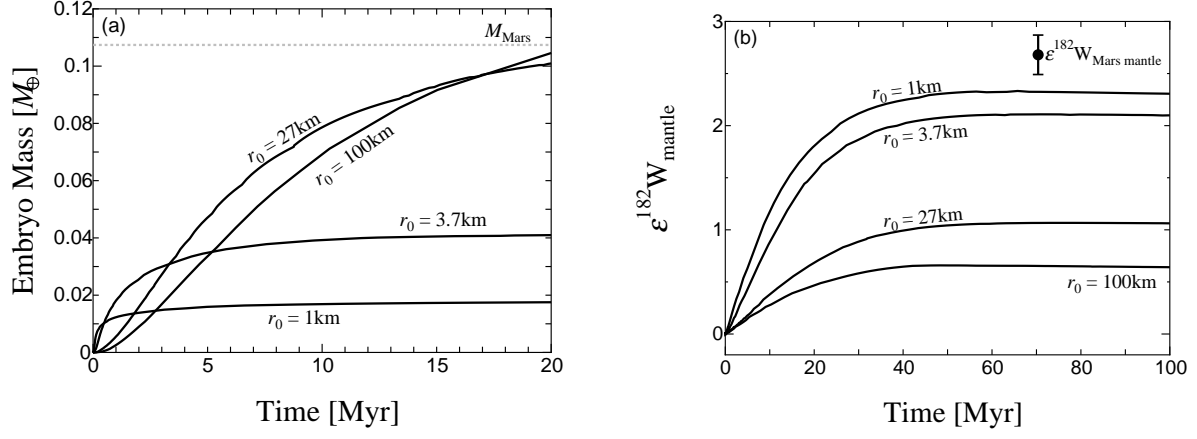 (a)
M_Mars
0.1
0.08
0.06
0.04
0.02
0
Embryo Mass [M⊕]
r0 = 27km
r0 = 100km
r0 = 3.7km
r0 = 1km
0 5 10 15 20
Time [Myr]
(b)
3
2
1
0
ε¹⁸²W_mantle
ε¹⁸²W_Mars mantle
r0 = 1km
r0 = 3.7km
r0 = 27km
r0 = 100km
0 20 40 60 80 100
Time [Myr]